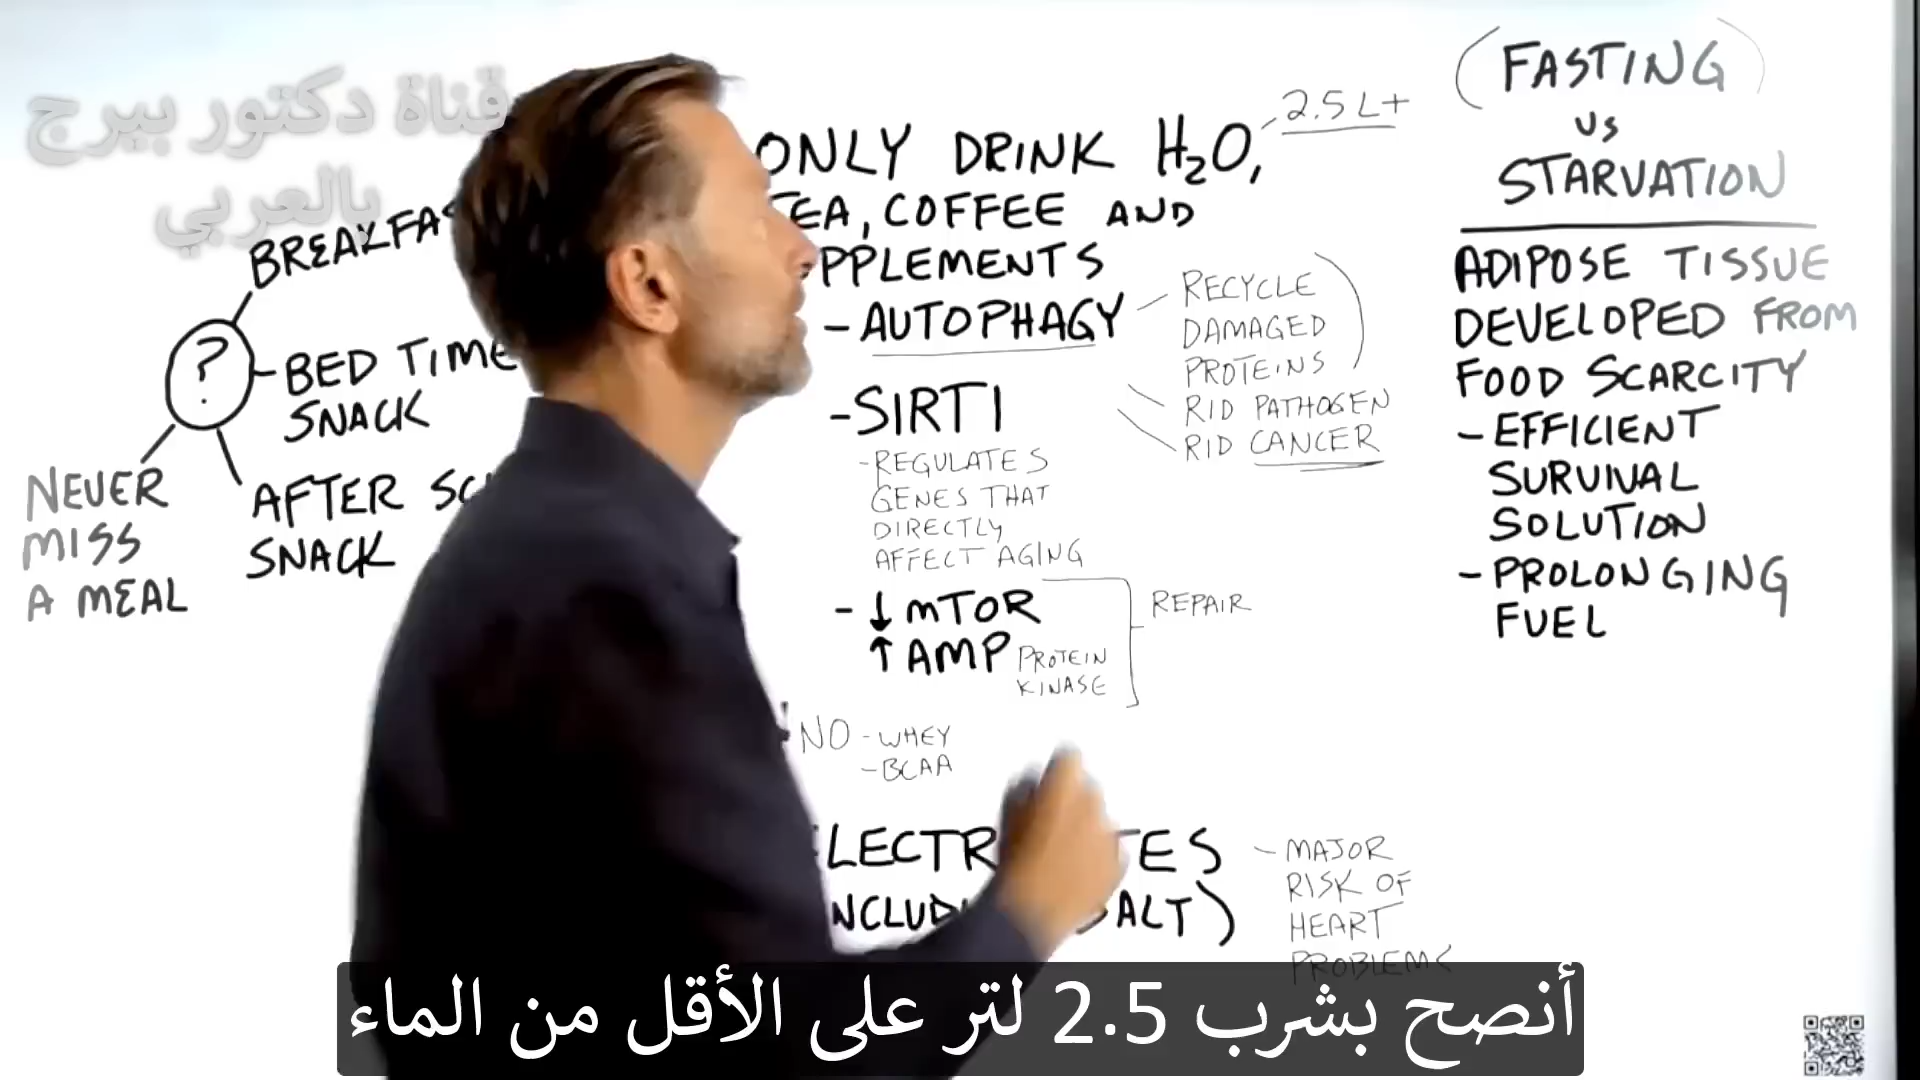 قناة دكتور بيرج
بالعربي
BREAKFA
?
BED TIME
SNACK
AFTER SC
SNACK
NEVER
MISS
A MEAL
ONLY DRINK H₂O,
2.5 L+
TEA, COFFEE AND
PPLEMENTS
- AUTOPHAGY
RECYCLE
DAMAGED
PROTEINS
RID PATHOGEN
RID CANCER
- SIRT1
- REGULATES
GENES THAT
DIRECTLY
AFFECT AGING
- ↓ mTOR
↑ AMP PROTEIN
KINASE
REPAIR
NO - WHEY
- BCAA
LECTR TES
NCLUD ALT)
- MAJOR
RISK OF
HEART
PROBLEMS
(FASTING)
VS
STARVATION
ADIPOSE TISSUE
DEVELOPED FROM
FOOD SCARCITY
- EFFICIENT
SURVIVAL
SOLUTION
- PROLONGING
FUEL
أنصح بشرب 2.5 لتر على الأقل من الماء